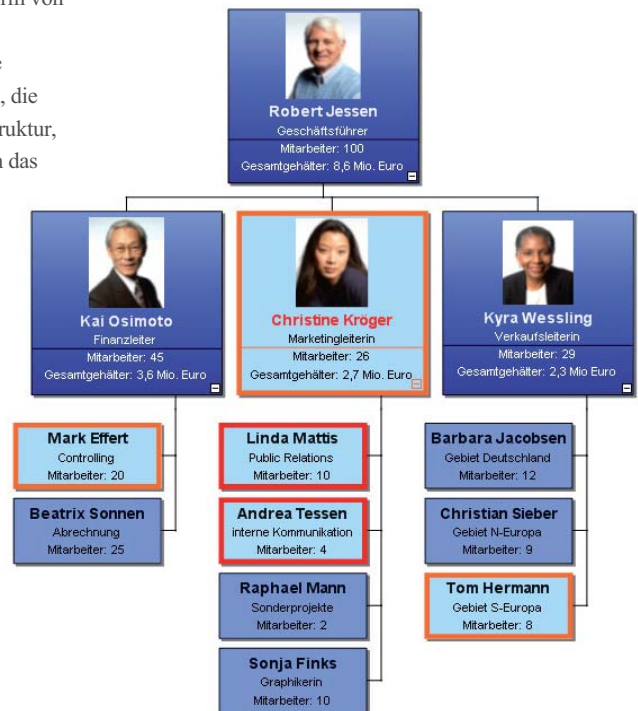 von
, die
ruktur,
das
Robert Jessen
Geschäftsführer
Mitarbeiter: 100
Gesamtgehälter: 8,6 Mio. Euro
Kai Osimoto
Finanzleiter
Mitarbeiter: 45
Gesamtgehälter: 3,6 Mio. Euro
Christine Kröger
Marketingleiterin
Mitarbeiter: 26
Gesamtgehälter: 2,7 Mio. Euro
Kyra Wessling
Verkaufsleiterin
Mitarbeiter: 29
Gesamtgehälter: 2,3 Mio Euro
Mark Effert
Controlling
Mitarbeiter: 20
Beatrix Sonnen
Abrechnung
Mitarbeiter: 25
Linda Mattis
Public Relations
Mitarbeiter: 10
Andrea Tessen
interne Kommunikation
Mitarbeiter: 4
Raphael Mann
Sonderprojekte
Mitarbeiter: 2
Sonja Finks
Graphikerin
Mitarbeiter: 10
Barbara Jacobsen
Gebiet Deutschland
Mitarbeiter: 12
Christian Sieber
Gebiet N-Europa
Mitarbeiter: 9
Tom Hermann
Gebiet S-Europa
Mitarbeiter: 8